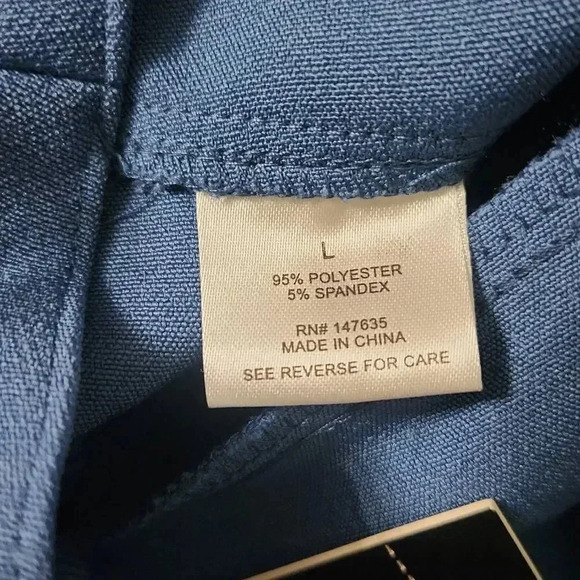 L
95% POLYESTER
5% SPANDEX
RN# 147635
MADE IN CHINA
SEE REVERSE FOR CARE